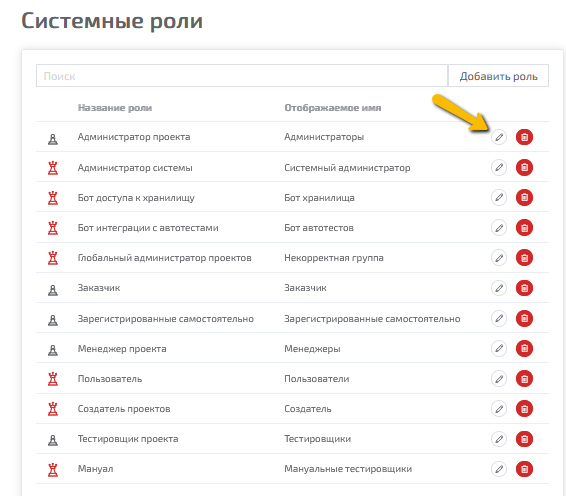 Системные роли
Поиск Добавить роль
Название роли Отображаемое имя
Администратор проекта Администраторы
Администратор системы Системный администратор
Бот доступа к хранилищу Бот хранилища
Бот интеграции с автотестами Бот автотестов
Глобальный администратор проектов Некорректная группа
Заказчик Заказчик
Зарегистрированные самостоятельно Зарегистрированные самостоятельно
Менеджер проекта Менеджеры
Пользователь Пользователи
Создатель проектов Создатель
Тестировщик проекта Тестировщики
Мануал Мануальные тестировщики